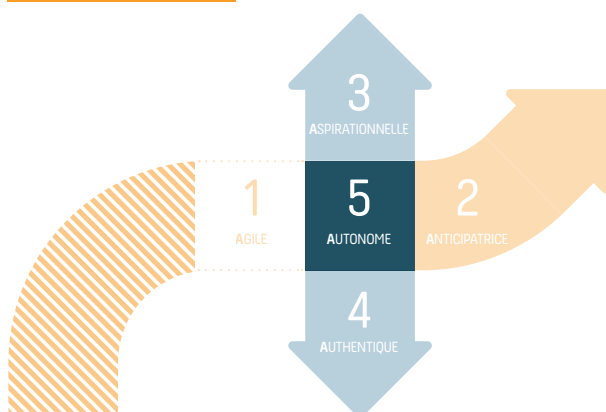 3
ASPIRATIONNELLE
1
AGILE
5
AUTONOME
2
ANTICIPATRICE
4
AUTHENTIQUE